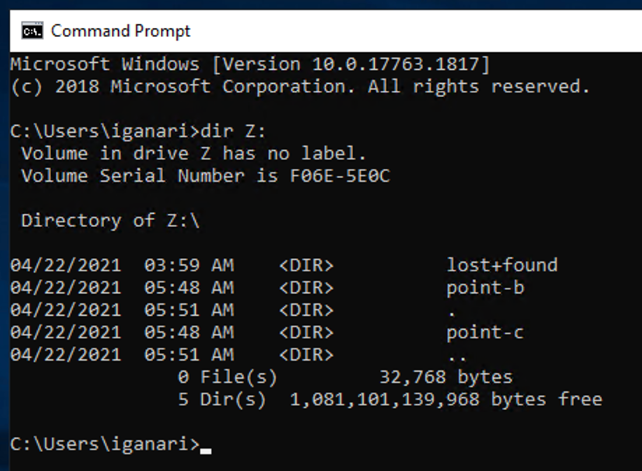 Command Prompt
Microsoft Windows [Version 10.0.17763.1817]
(c) 2018 Microsoft Corporation. All rights reserved.
C:\Users\iganari>dir Z:
Volume in drive Z has no label.
Volume Serial Number is F06E-5E0C
Directory of Z:\
04/22/2021  03:59 AM    <DIR>          lost+found
04/22/2021  05:48 AM    <DIR>          point-b
04/22/2021  05:51 AM    <DIR>          .
04/22/2021  05:48 AM    <DIR>          point-c
04/22/2021  05:51 AM    <DIR>          ..
0 File(s)         32,768 bytes
5 Dir(s)  1,081,101,139,968 bytes free
C:\Users\iganari>